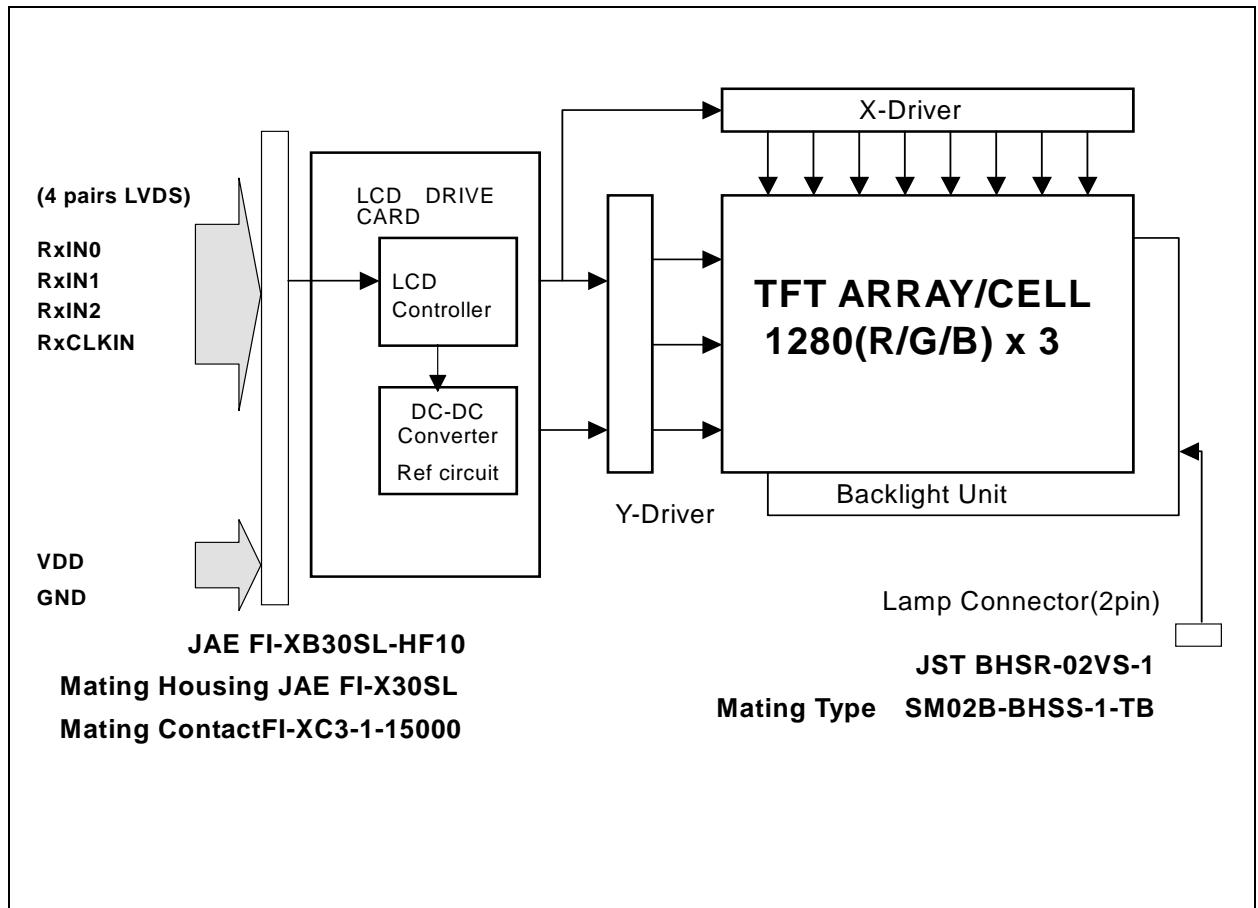 X-Driver
(4 pairs LVDS)
RxIN0
RxIN1
RxIN2
RxCLKIN
LCD DRIVE
CARD
LCD
Controller
DC-DC
Converter
Ref circuit
TFT ARRAY/CELL
1280(R/G/B) x 3
Backlight Unit
Y-Driver
VDD
GND
JAE FI-XB30SL-HF10
Mating Housing JAE FI-X30SL
Mating ContactFI-XC3-1-15000
Lamp Connector(2pin)
JST BHSR-02VS-1
Mating Type SM02B-BHSS-1-TB